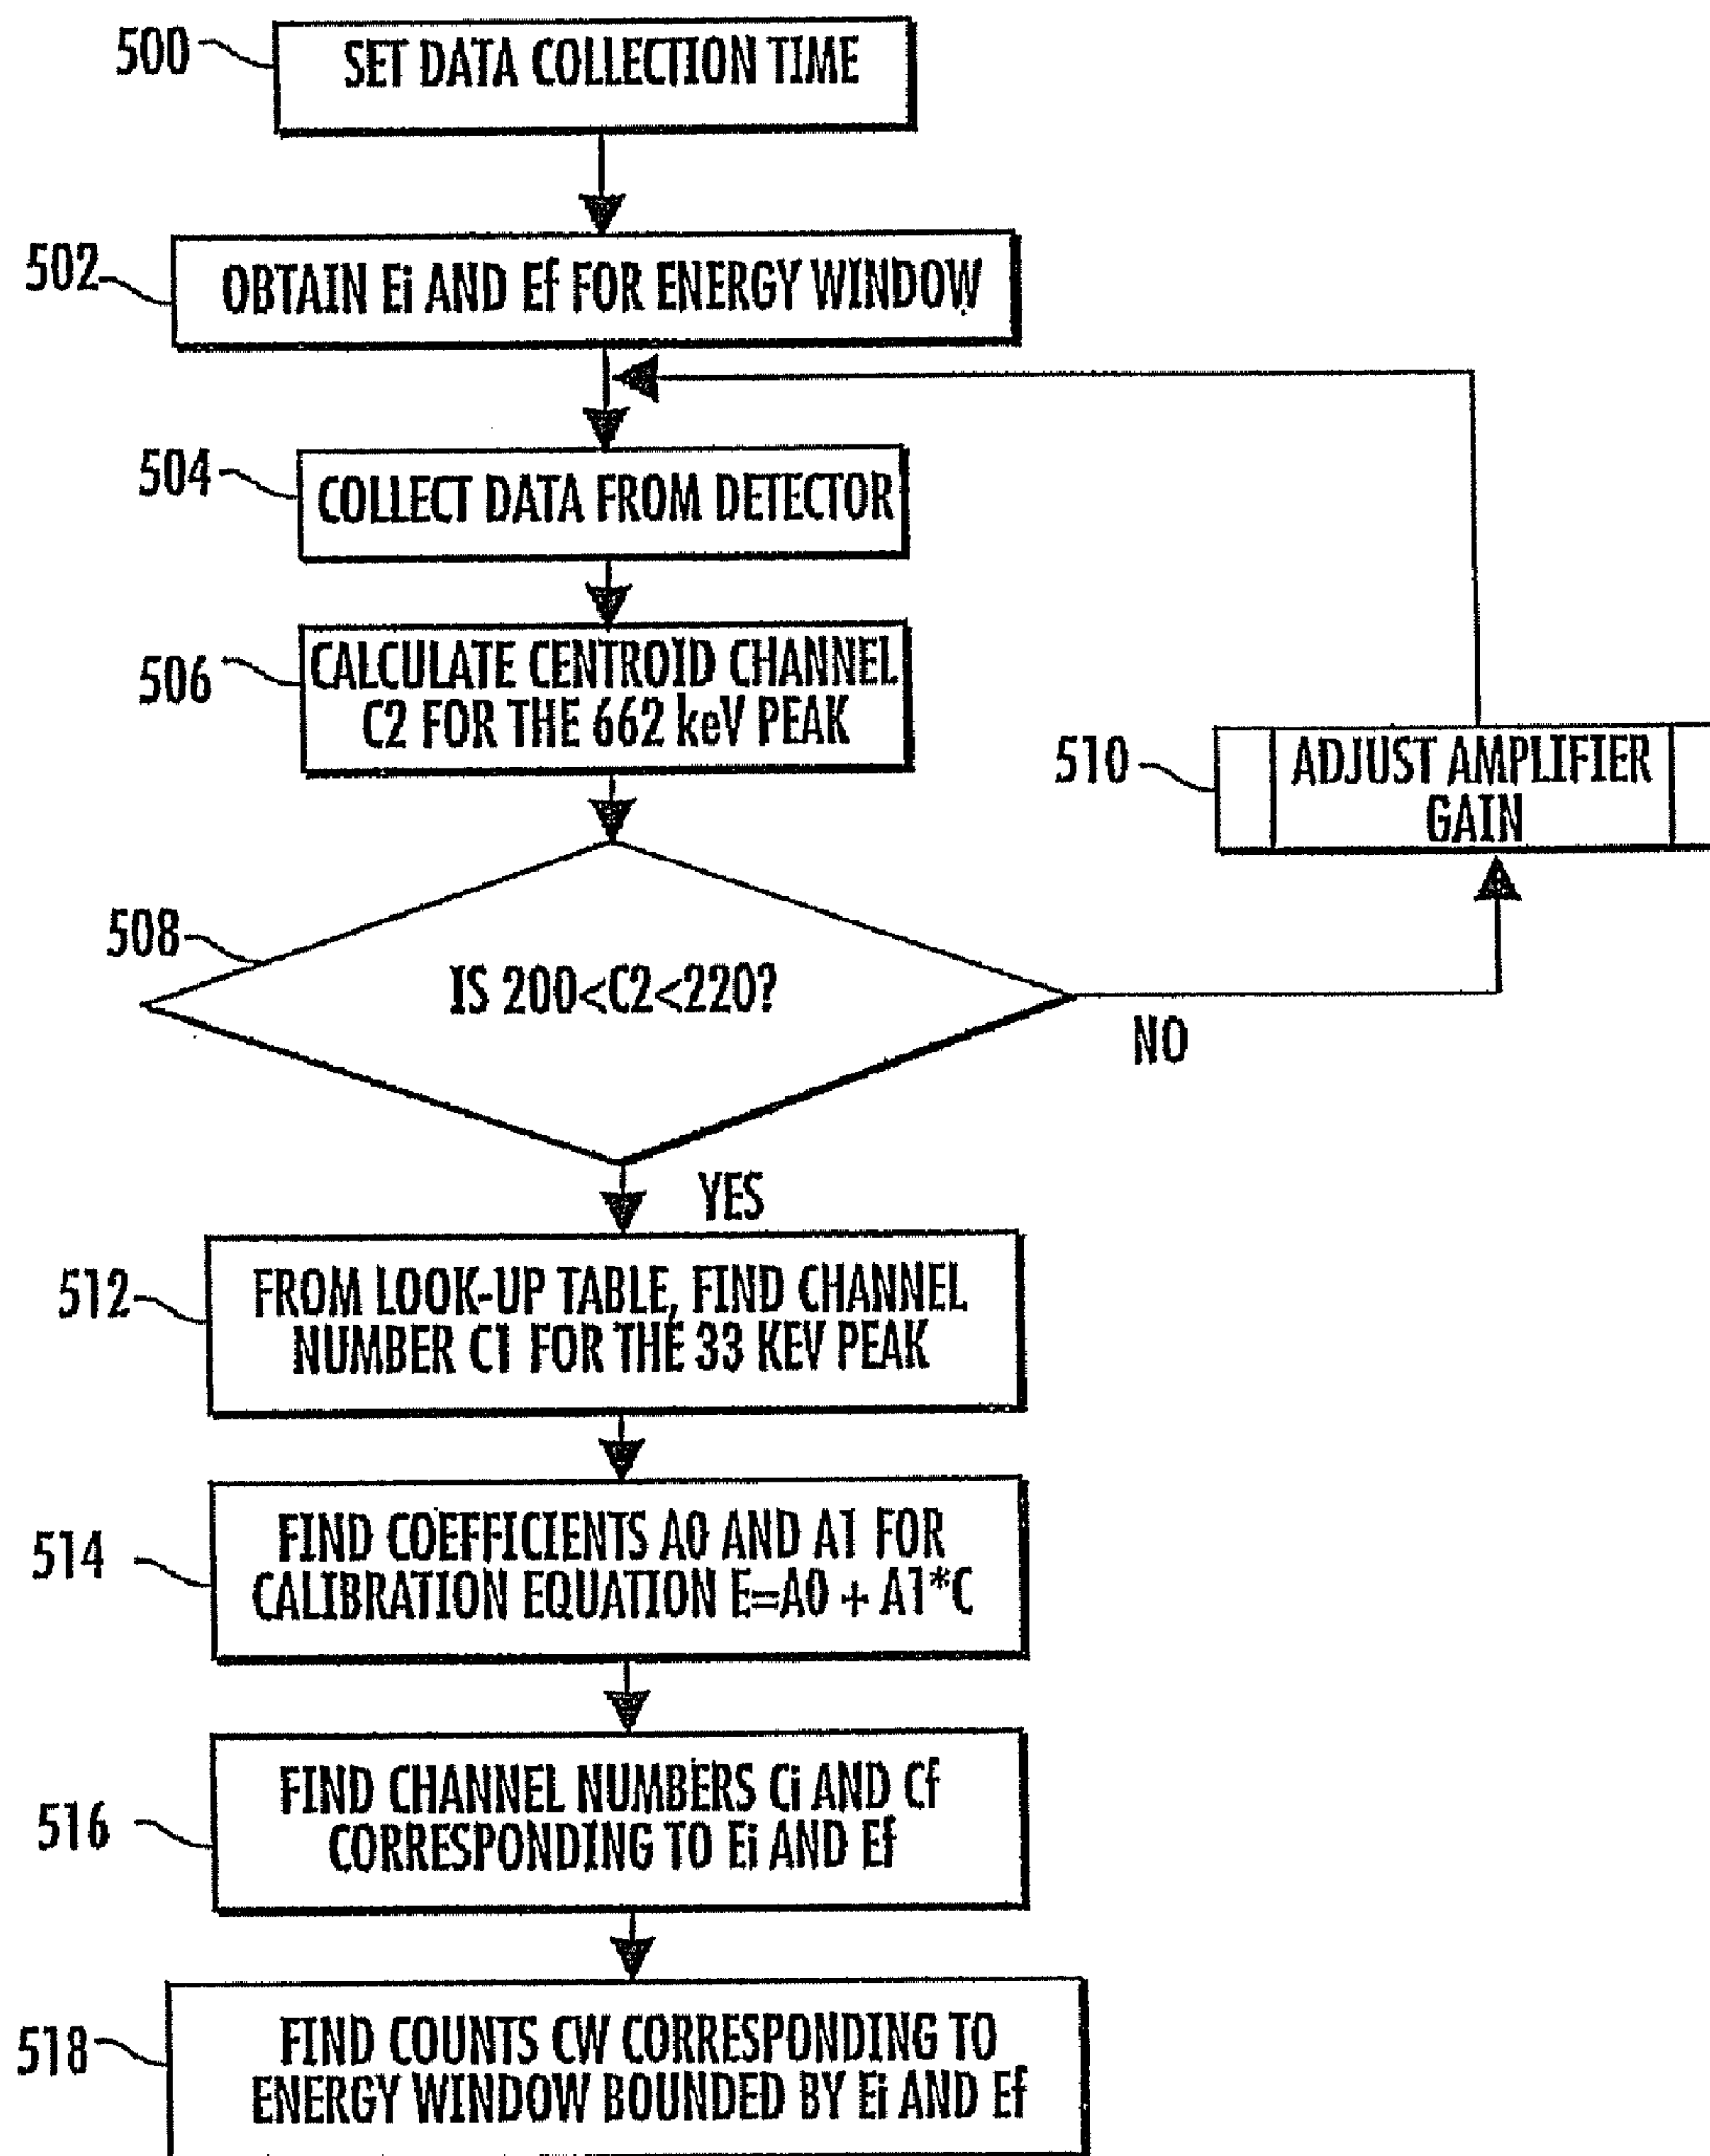 500
SET DATA COLLECTION TIME
502
OBTAIN Ei AND Ef FOR ENERGY WINDOW
504
COLLECT DATA FROM DETECTOR
506
CALCULATE CENTROID CHANNEL
C2 FOR THE 662 keV PEAK
510
ADJUST AMPLIFIER
GAIN
508
IS 200<C2<220?
NO
YES
512
FROM LOOK-UP TABLE, FIND CHANNEL
NUMBER C1 FOR THE 33 KEV PEAK
514
FIND COEFFICIENTS A0 AND A1 FOR
CALIBRATION EQUATION E=A0 + A1*C
516
FIND CHANNEL NUMBERS Ci AND Cf
CORRESPONDING TO Ei AND Ef
518
FIND COUNTS CW CORRESPONDING TO
ENERGY WINDOW BOUNDED BY Ei AND Ef